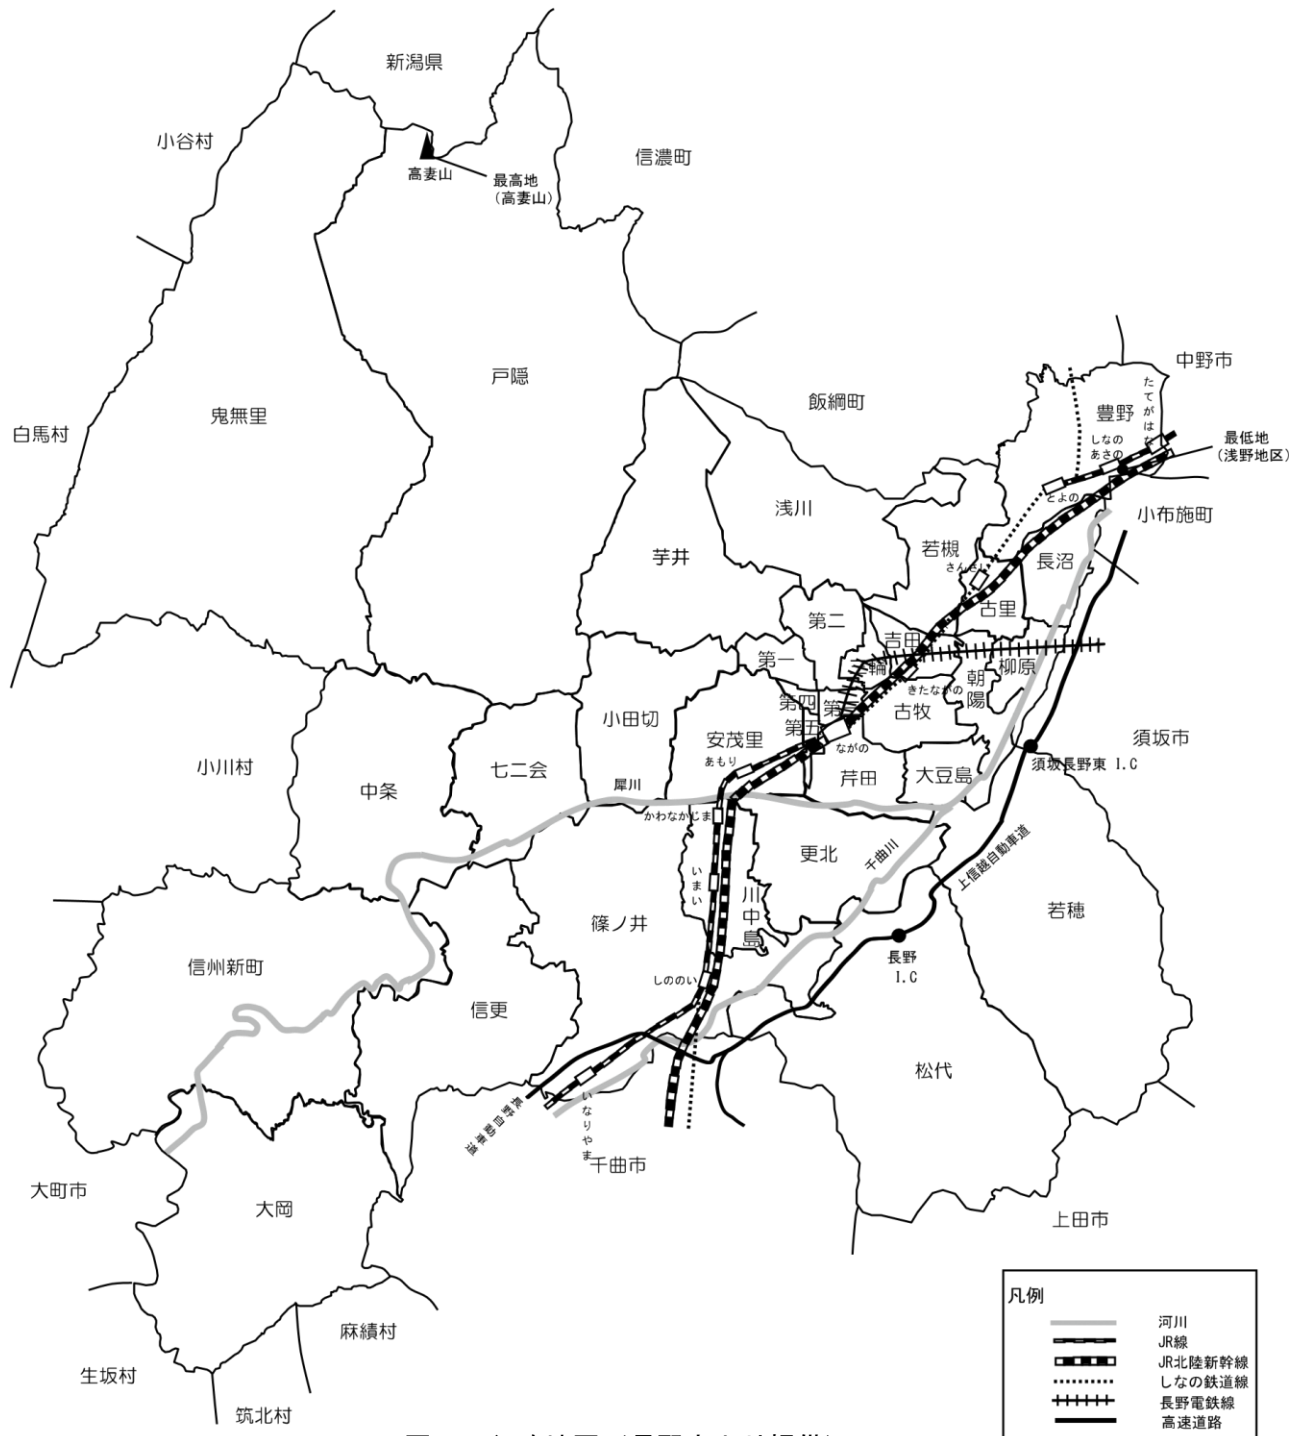 新潟県
小谷村
高妻山
最高地
(高妻山)
信濃町
戸隠
鬼無里
白馬村
飯綱町
中野市
豊野
たてがはな
しなの
あさの
最低地
(浅野地区)
とよの
小布施町
浅川
芋井
若槻
さんさい
長沼
古里
第二
吉田
第一
柳原
朝陽
きたながの
第四
古牧
第五
小田切
安茂里
あもり
ながの
須坂市
須坂長野東 I.C
小川村
中条
七二会
犀川
芹田
大豆島
かわなかじま
更北
千曲川
上信越自動車道
いまい
川中島
若穂
篠ノ井
長野
I.C
信州新町
しののい
信更
松代
長野自動車道
いなりやま
千曲市
大町市
大岡
上田市
麻績村
生坂村
筑北村
凡例
河川
JR線
JR北陸新幹線
しなの鉄道線
長野電鉄線
高速道路